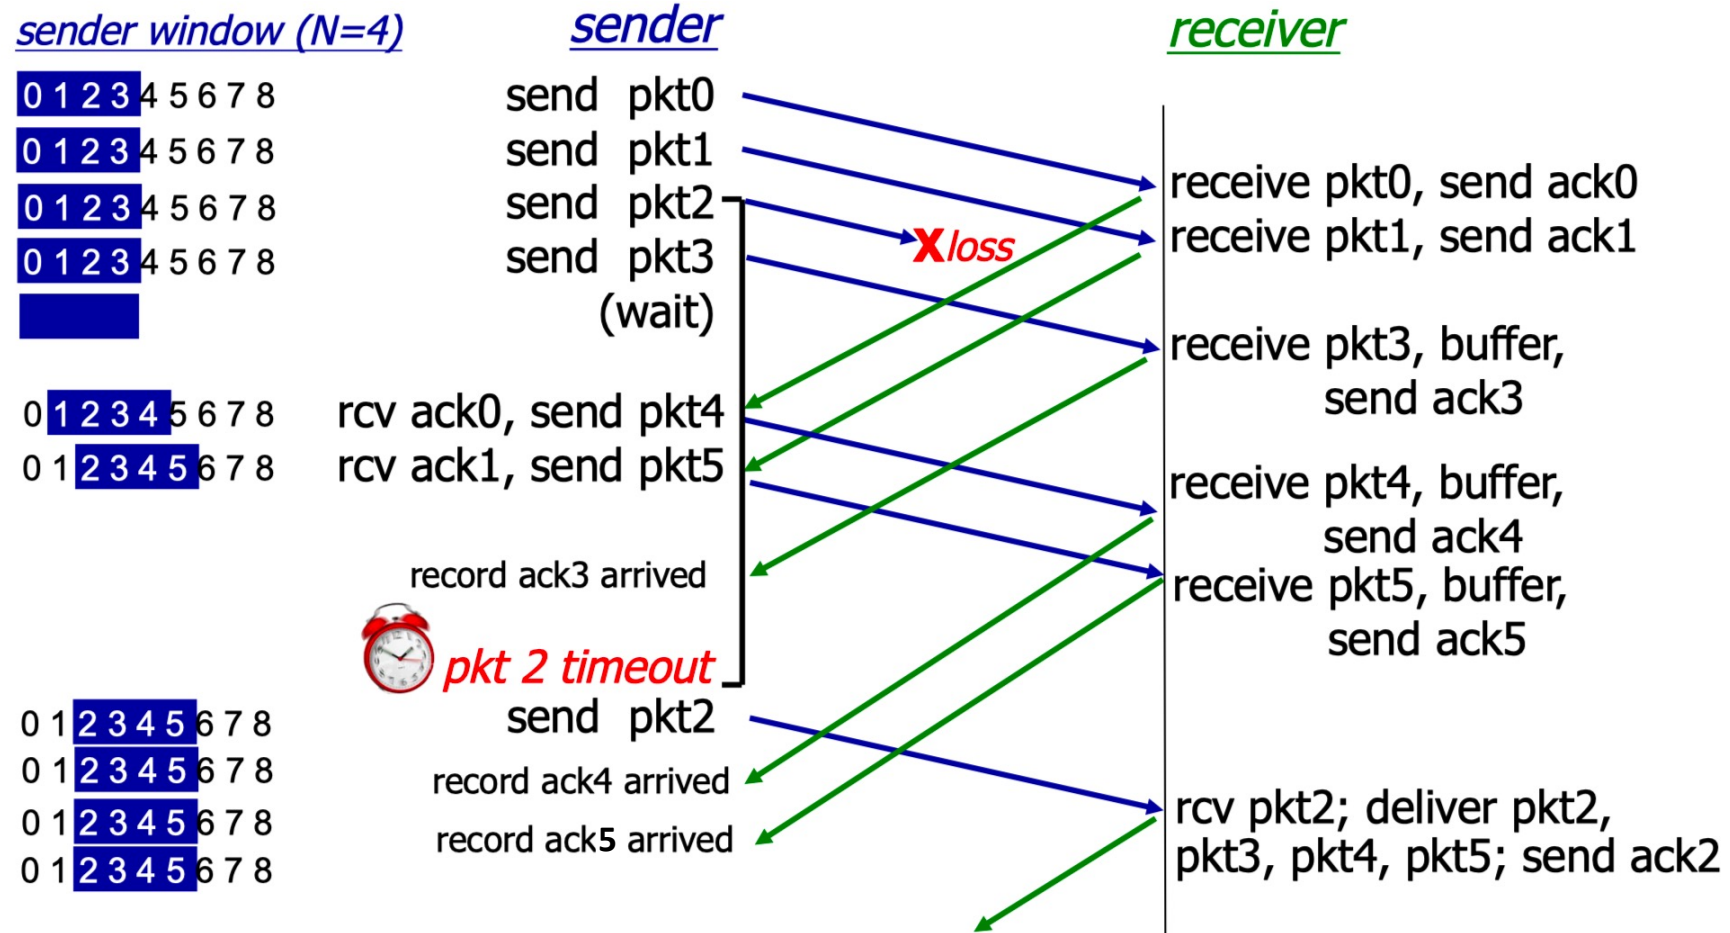 sender window (N=4) sender receiver
0 1 2 3 4 5 6 7 8 send pkt0
0 1 2 3 4 5 6 7 8 send pkt1
receive pkt0, send ack0
0 1 2 3 4 5 6 7 8 send pkt2
receive pkt1, send ack1
X loss
0 1 2 3 4 5 6 7 8 send pkt3
(wait)
receive pkt3, buffer,
send ack3
0 1 2 3 4 5 6 7 8 rcv ack0, send pkt4
0 1 2 3 4 5 6 7 8 rcv ack1, send pkt5
receive pkt4, buffer,
send ack4
record ack3 arrived
receive pkt5, buffer,
send ack5
pkt 2 timeout
0 1 2 3 4 5 6 7 8 send pkt2
0 1 2 3 4 5 6 7 8 record ack4 arrived
rcv pkt2; deliver pkt2,
0 1 2 3 4 5 6 7 8 record ack5 arrived
pkt3, pkt4, pkt5; send ack2
0 1 2 3 4 5 6 7 8